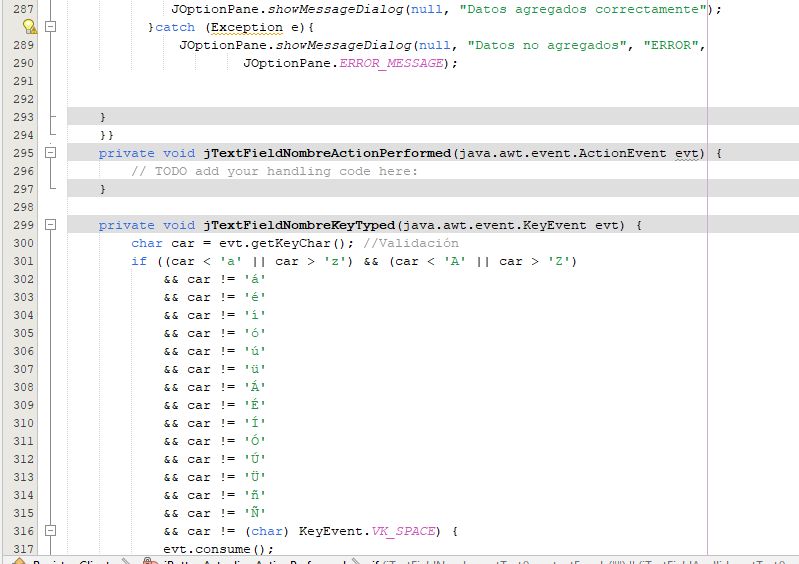 287 JOptionPane.showMessageDialog(null, "Datos agregados correctamente");
}catch (Exception e){
289 JOptionPane.showMessageDialog(null, "Datos no agregados", "ERROR",
290 JOptionPane.ERROR_MESSAGE);
291
292
293 }
294 }}
295 private void jTextFieldNombreActionPerformed(java.awt.event.ActionEvent evt) {
296 // TODO add your handling code here:
297 }
298
299 private void jTextFieldNombreKeyTyped(java.awt.event.KeyEvent evt) {
300 char car = evt.getKeyChar(); //Validación
301 if ((car < 'a' || car > 'z') && (car < 'A' || car > 'Z')
302 && car != 'á'
303 && car != 'é'
304 && car != 'í'
305 && car != 'ó'
306 && car != 'ú'
307 && car != 'ü'
308 && car != 'Á'
309 && car != 'É'
310 && car != 'Í'
311 && car != 'Ó'
312 && car != 'Ú'
313 && car != 'Ü'
314 && car != 'ñ'
315 && car != 'Ñ'
316 && car != (char) KeyEvent.VK_SPACE) {
317 evt.consume();